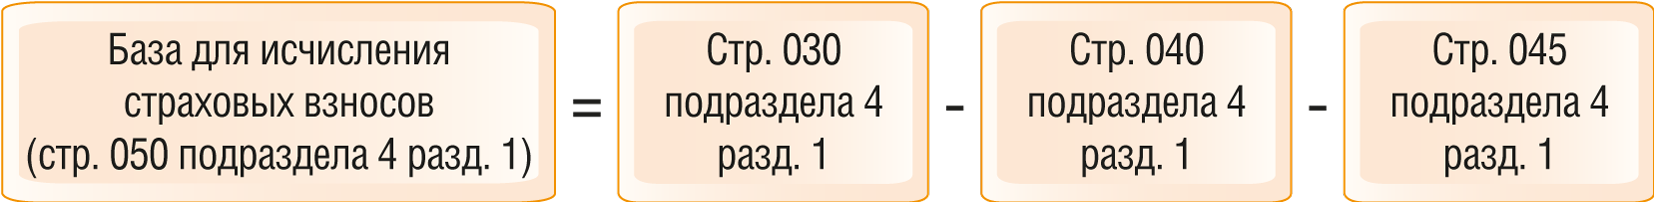 База для исчисления
страховых взносов
(стр. 050 подраздела 4 разд. 1)
=
Стр. 030
подраздела 4
разд. 1
-
Стр. 040
подраздела 4
разд. 1
-
Стр. 045
подраздела 4
разд. 1